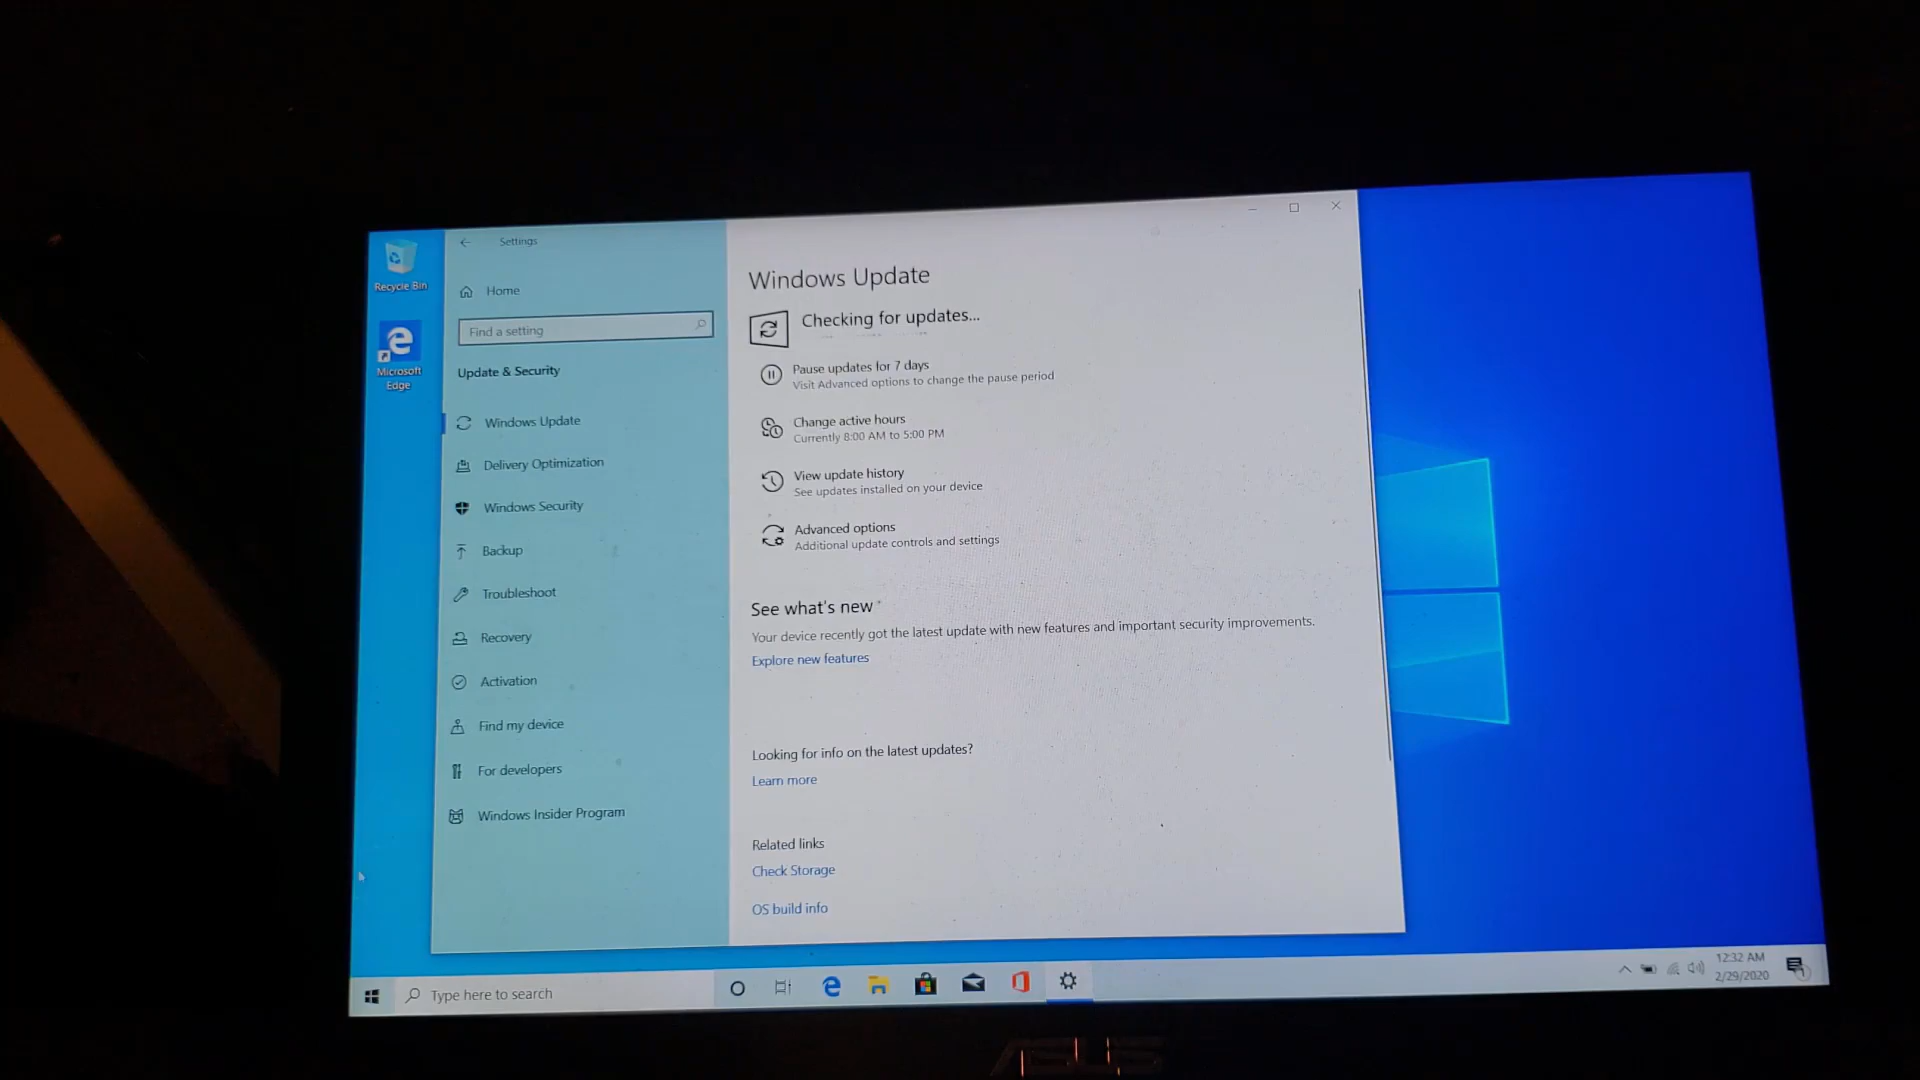 Recycle Bin
Microsoft
Edge
Settings
Home
Find a setting
Update & Security
Windows Update
Delivery Optimization
Windows Security
Backup
Troubleshoot
Recovery
Activation
Find my device
For developers
Windows Insider Program
Windows Update
Checking for updates...
Pause updates for 7 days
Visit Advanced options to change the pause period
Change active hours
Currently 8:00 AM to 5:00 PM
View update history
See updates installed on your device
Advanced options
Additional update controls and settings
See what's new
Your device recently got the latest update with new features and important security improvements.
Explore new features
Looking for info on the latest updates?
Learn more
Related links
Check Storage
OS build info
Type here to search
12:32 AM
2/29/2020
ASUS